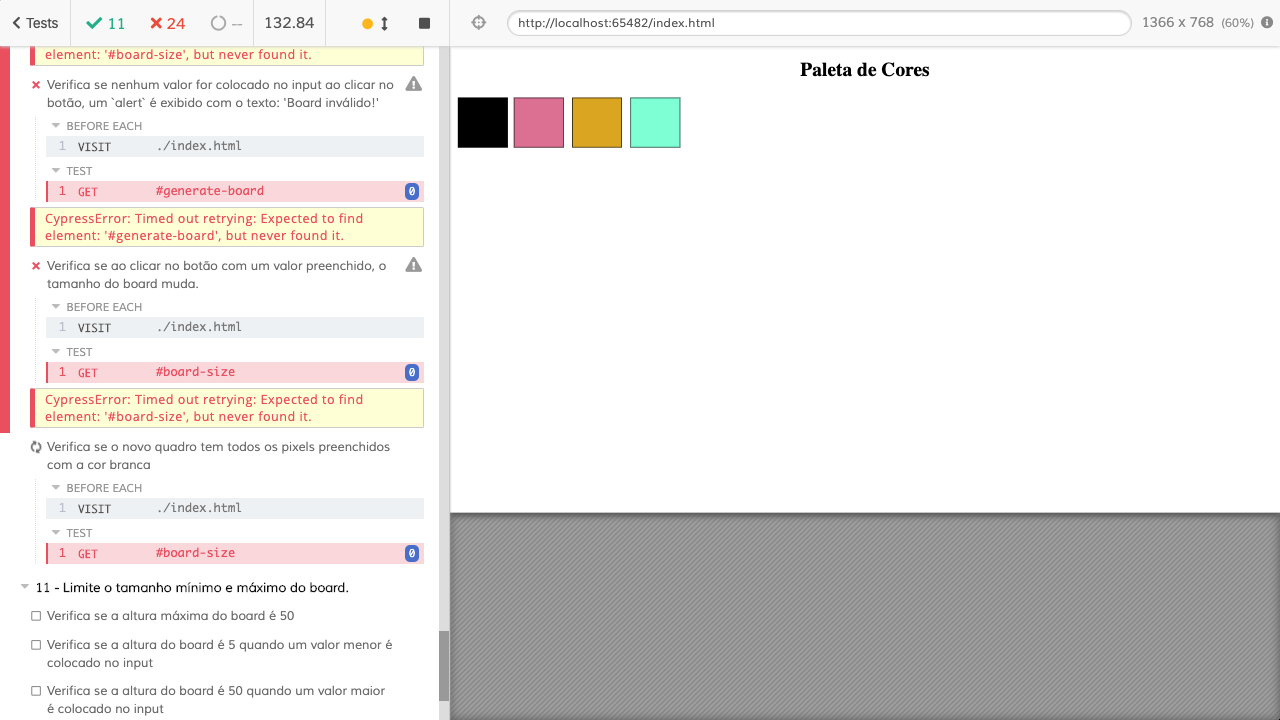 Tests
11
24
--
132.84
http://localhost:65482/index.html
1366 x 768 (60%)
element: '#board-size', but never found it.
Verifica se nenhum valor for colocado no input ao clicar no
botão, um `alert` é exibido com o texto: 'Board inválido!'
BEFORE EACH
1 VISIT ./index.html
TEST
1 GET #generate-board 0
CypressError: Timed out retrying: Expected to find
element: '#generate-board', but never found it.
Verifica se ao clicar no botão com um valor preenchido, o
tamanho do board muda.
BEFORE EACH
1 VISIT ./index.html
TEST
1 GET #board-size 0
CypressError: Timed out retrying: Expected to find
element: '#board-size', but never found it.
Verifica se o novo quadro tem todos os pixels preenchidos
com a cor branca
BEFORE EACH
1 VISIT ./index.html
TEST
1 GET #board-size 0
11 - Limite o tamanho mínimo e máximo do board.
Verifica se a altura máxima do board é 50
Verifica se a altura do board é 5 quando um valor menor é
colocado no input
Verifica se a altura do board é 50 quando um valor maior
é colocado no input
Paleta de Cores